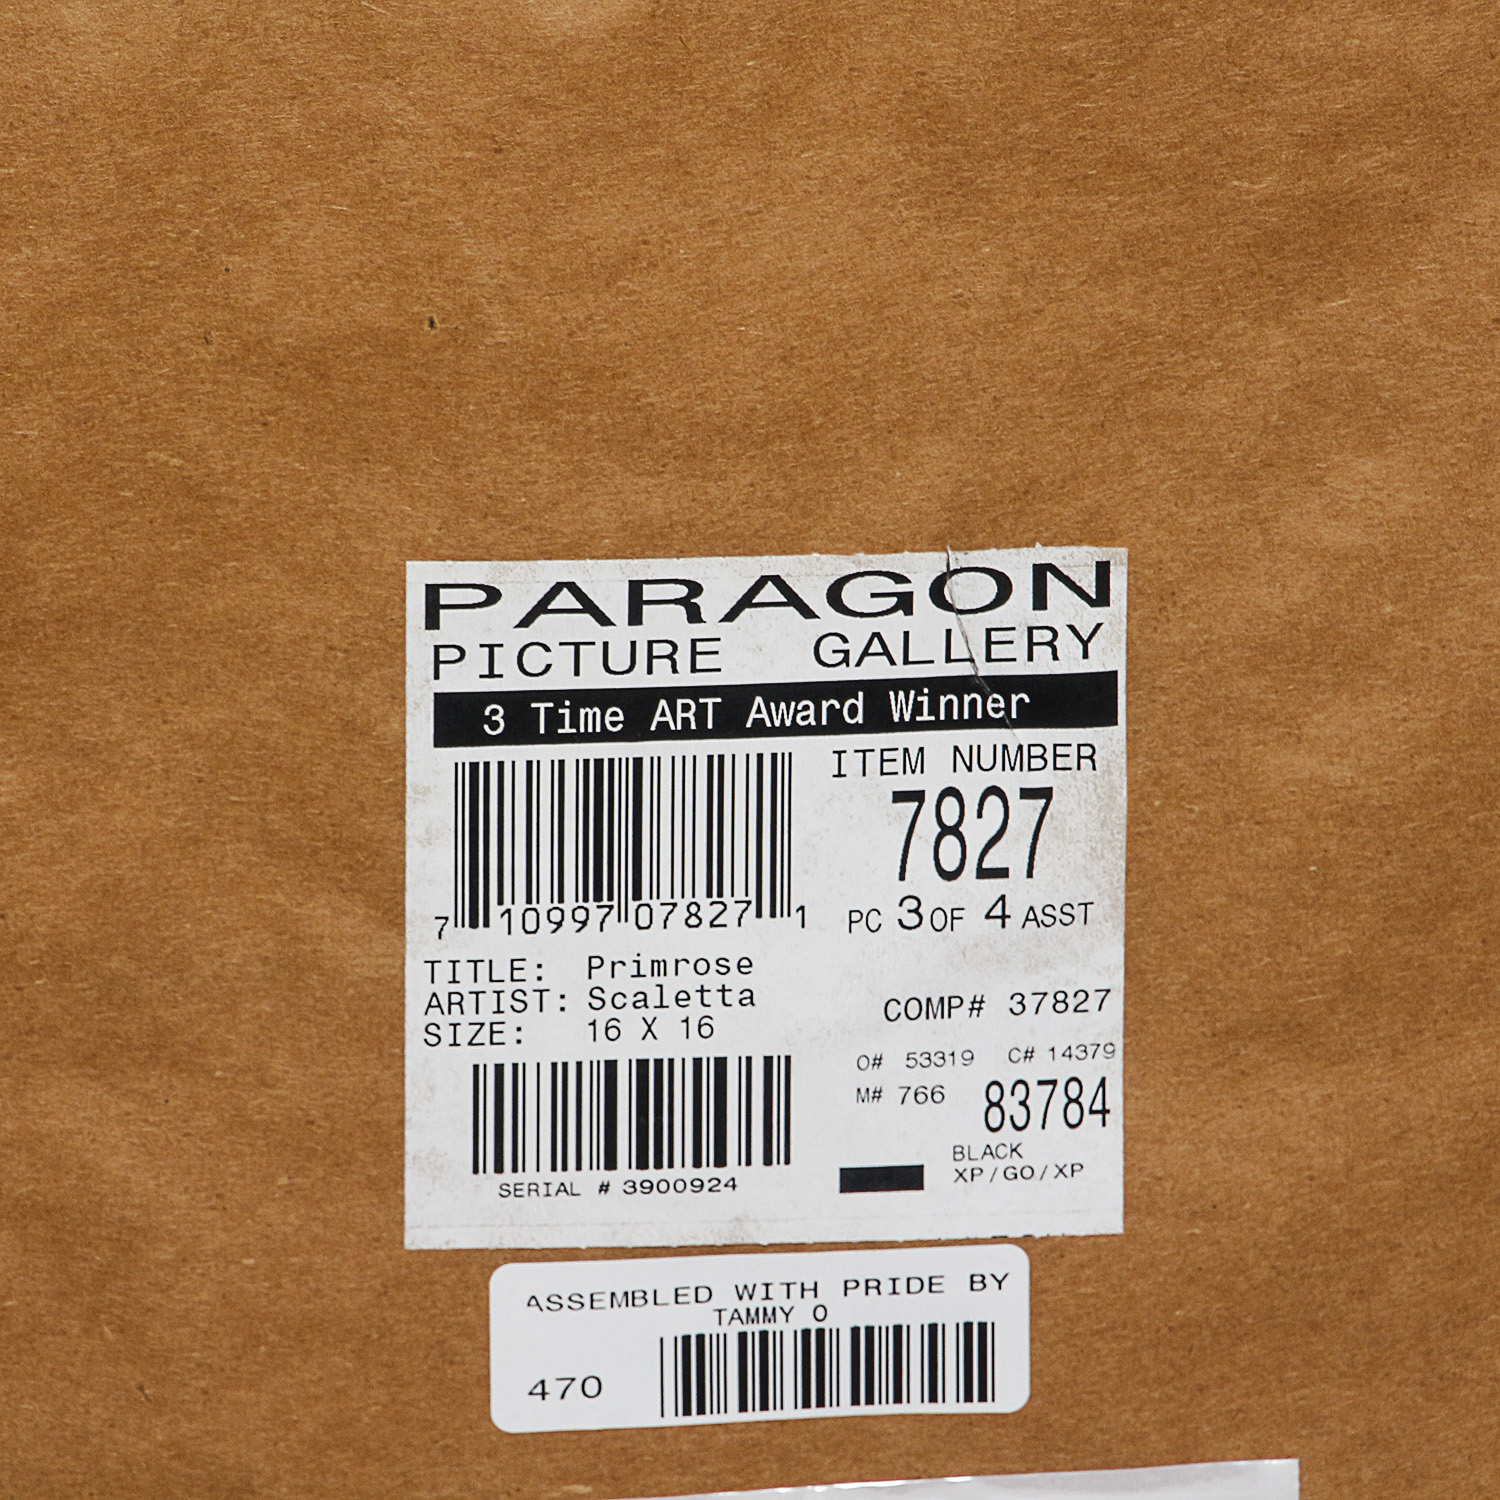 PARAGON
PICTURE GALLERY
3 Time ART Award Winner
ITEM NUMBER
7827
7 10997 07827 1
PC 3 OF 4 ASST
TITLE: Primrose
ARTIST: Scaletta
SIZE: 16 X 16
COMP# 37827
O# 53319 C# 14379
M# 766 83784
BLACK
XP/GO/XP
SERIAL # 3900924
ASSEMBLED WITH PRIDE BY
TAMMY O
470